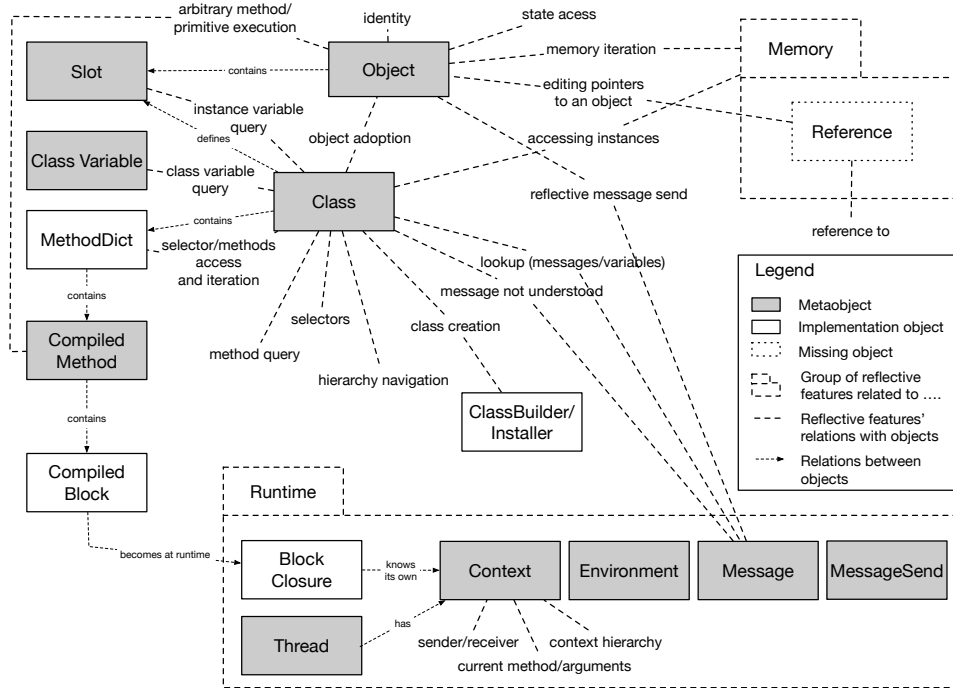 arbitrary method/
primitive execution
identity
state acess
memory iteration
editing pointers
to an object
Slot
contains
Object
Memory
Reference
reference to
instance variable
query
defines
object adoption
accessing instances
Class Variable
class variable
query
Class
reflective message send
MethodDict
contains
selector/methods
access
and iteration
lookup (messages/variables)
message not understood
contains
selectors
class creation
method query
hierarchy navigation
Compiled
Method
ClassBuilder/
Installer
contains
Compiled
Block
Legend
Metaobject
Implementation object
Missing object
Group of reflective
features related to ....
Reflective features'
relations with objects
Relations between
objects
Runtime
becomes at runtime
Block
Closure
knows
its own
Context
Environment
Message
MessageSend
Thread
has
sender/receiver
context hierarchy
current method/arguments